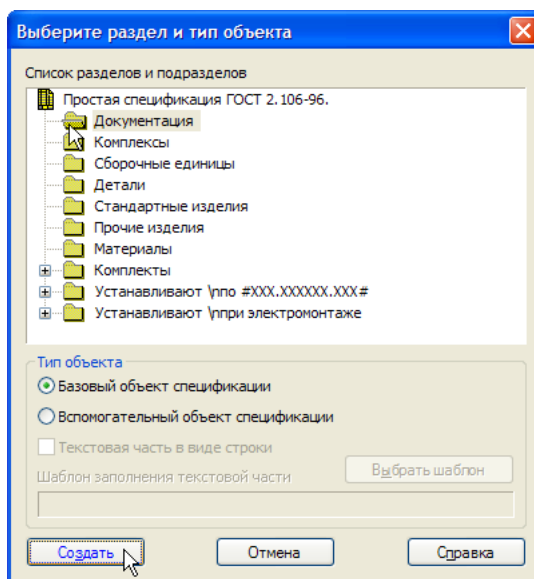 Выберите раздел и тип объекта
Список разделов и подразделов
Простая спецификация ГОСТ 2.106-96.
Документация
Комплексы
Сборочные единицы
Детали
Стандартные изделия
Прочие изделия
Материалы
Комплекты
Устанавливают \nпо #XXX.XXXXXX.XXX#
Устанавливают \nпри электромонтаже
Тип объекта
Базовый объект спецификации
Вспомогательный объект спецификации
Текстовая часть в виде строки
Шаблон заполнения текстовой части
Выбрать шаблон
Создать Отмена Справка